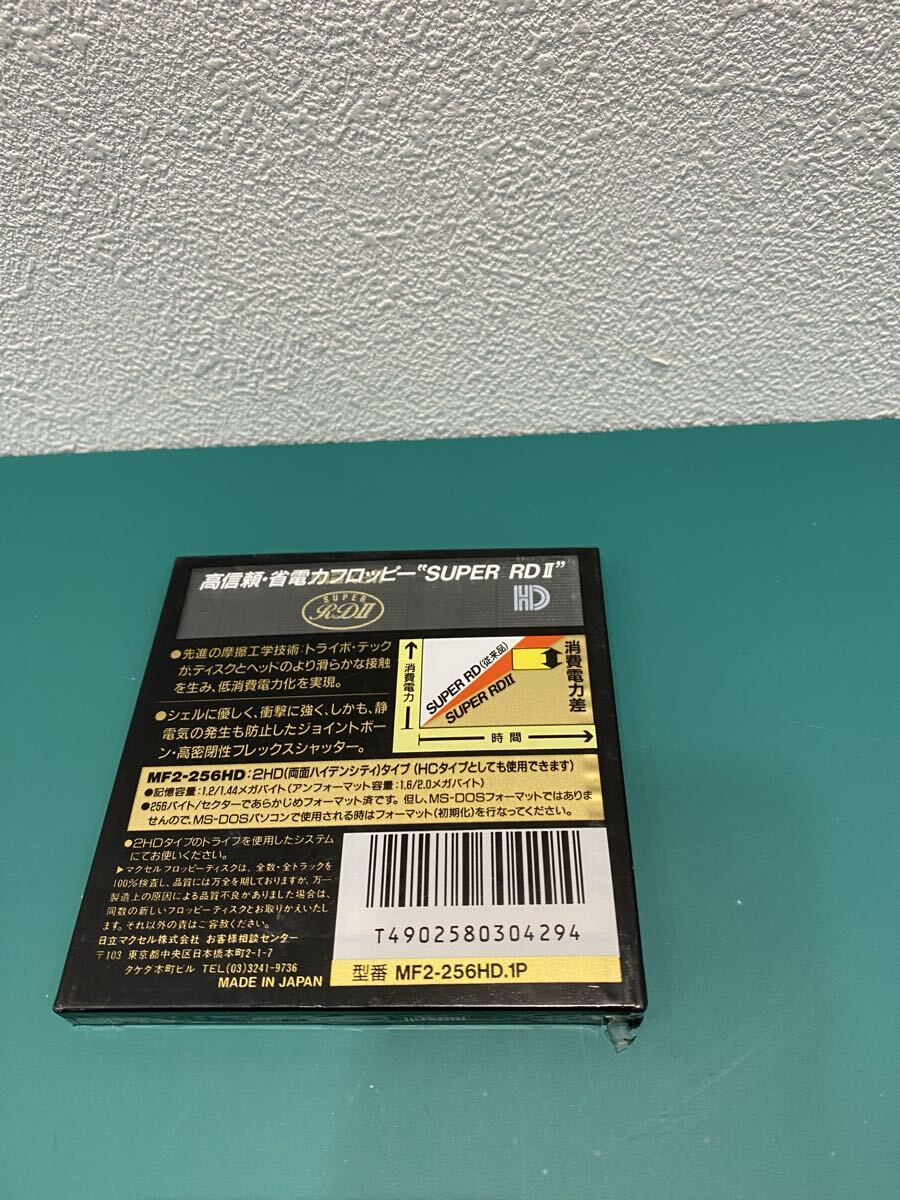 高信頼・省電力フロッピー“SUPER RDⅡ”
SUPER
RDⅡ
HD
●先進の摩擦工学技術:トライボ・テック
が、ディスクとヘッドのより滑らかな接触
を生み、低消費電力化を実現。
●シェルに優しく、衝撃に強く、しかも、静
電気の発生も防止したジョイントボー
ン・高密閉性フレックスシャッター。
消費電力
SUPER RD(従来品)
SUPER RDⅡ
消費電力差
時間
MF2-256HD:2HD(両面ハイデンシティ)タイプ (HCタイプとしても使用できます)
●記憶容量:1.2/1.44メガバイト(アンフォーマット容量:1.6/2.0メガバイト)
●256バイト/セクターであらかじめフォーマット済です。但し、MS-DOSフォーマットではありま
せんので、MS-DOSパソコンで使用される時はフォーマット(初期化)を行なってください。
●2HDタイプのドライブを使用したシステム
にてお使いください。
▶マクセルフロッピーディスクは、全数・全トラックを
100%検査し、品質には万全を期しておりますが、万一
製造上の原因による品質不良がありました場合は、
同数の新しいフロッピーディスクとお取りかえいたし
ます。それ以外の責はご容赦ください。
日立マクセル株式会社 お客様相談センター
〒103 東京都中央区日本橋本町2-1-7
タケダ本町ビル TEL(03)3241-9736
MADE IN JAPAN
T4902580304294
型番 MF2-256HD.1P